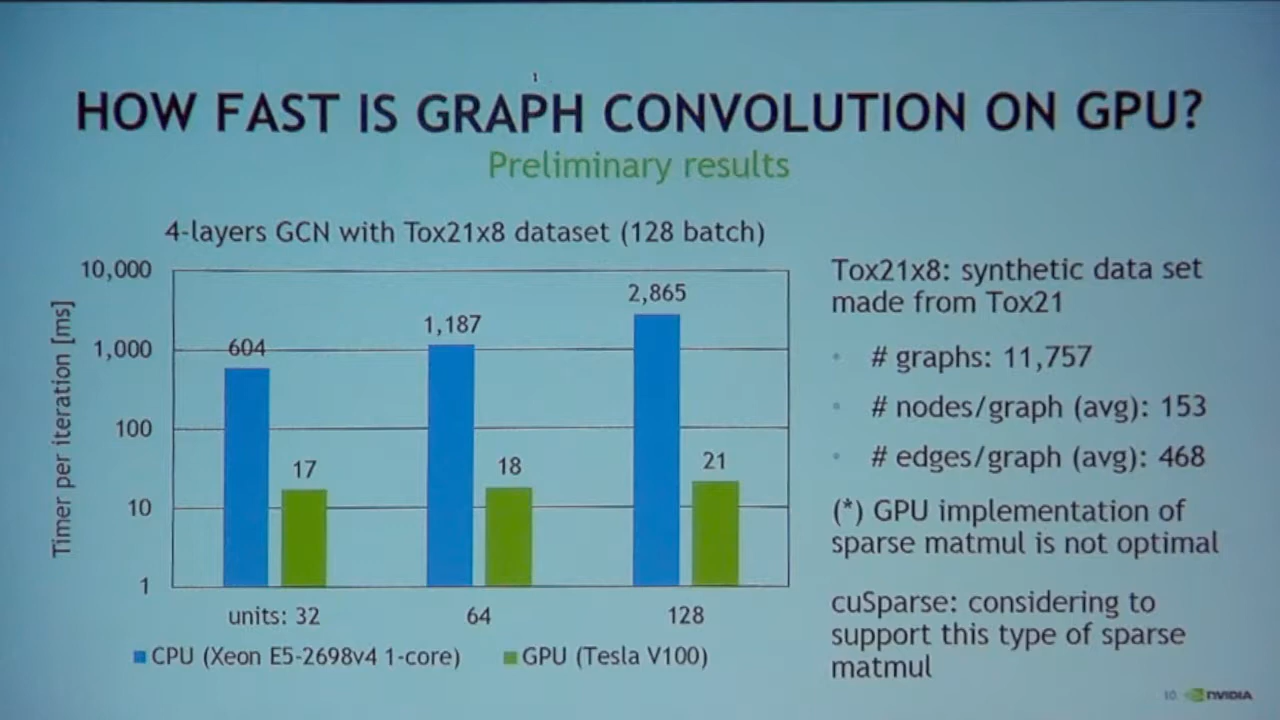 HOW FAST IS GRAPH CONVOLUTION ON GPU?
Preliminary results
4-layers GCN with Tox21x8 dataset (128 batch)
Timer per iteration [ms]
10,000
1,000
100
10
1
604
17
1,187
18
2,865
21
units: 32
64
128
CPU (Xeon E5-2698v4 1-core)
GPU (Tesla V100)
Tox21x8: synthetic data set
made from Tox21
• # graphs: 11,757
• # nodes/graph (avg): 153
• # edges/graph (avg): 468
(*) GPU implementation of
sparse matmul is not optimal
cuSparse: considering to
support this type of sparse
matmul
10 NVIDIA